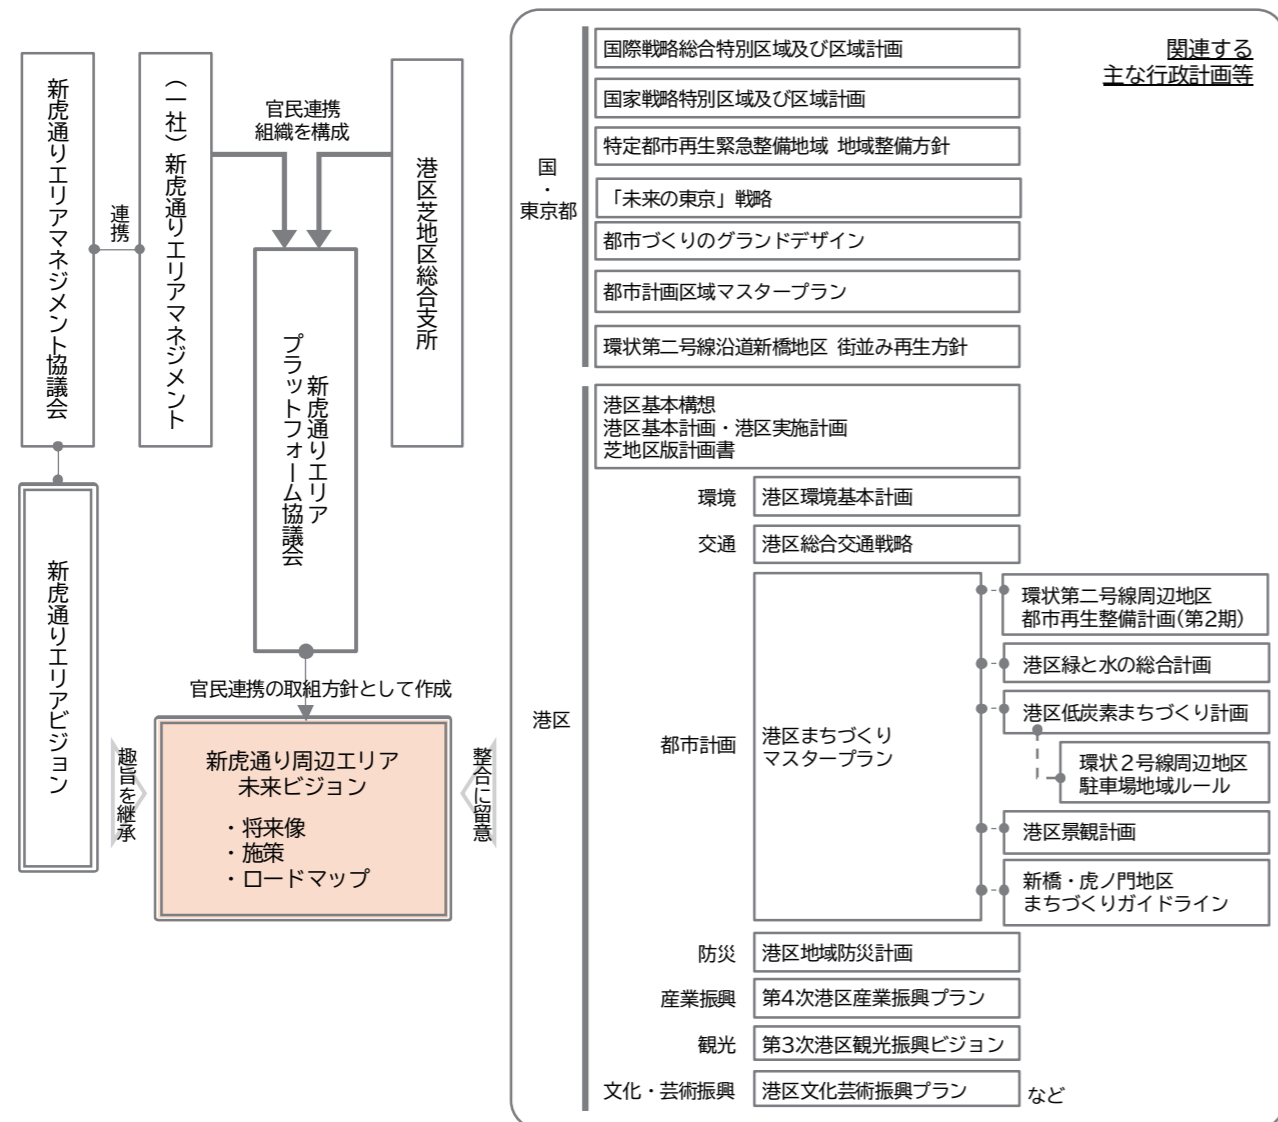 新虎通りエリアマネジメント協議会
連携
（一社）新虎通りエリアマネジメント
官民連携
組織を構成
港区芝地区総合支所
新虎通りエリア
プラットフォーム協議会
新虎通りエリアビジョン
官民連携の取組方針として作成
趣旨を継承
新虎通り周辺エリア
未来ビジョン
・将来像
・施策
・ロードマップ
整合に留意
関連する
主な行政計画等
国・東京都
国際戦略総合特別区域及び区域計画
国家戦略特別区域及び区域計画
特定都市再生緊急整備地域 地域整備方針
「未来の東京」戦略
都市づくりのグランドデザイン
都市計画区域マスタープラン
環状第二号線沿道新橋地区 街並み再生方針
港区
港区基本構想
港区基本計画・港区実施計画
芝地区版計画書
環境 港区環境基本計画
交通 港区総合交通戦略
都市計画 港区まちづくり
マスタープラン
環状第二号線周辺地区
都市再生整備計画(第2期)
港区緑と水の総合計画
港区低炭素まちづくり計画
環状２号線周辺地区
駐車場地域ルール
港区景観計画
新橋・虎ノ門地区
まちづくりガイドライン
防災 港区地域防災計画
産業振興 第4次港区産業振興プラン
観光 第3次港区観光振興ビジョン
文化・芸術振興 港区文化芸術振興プラン など